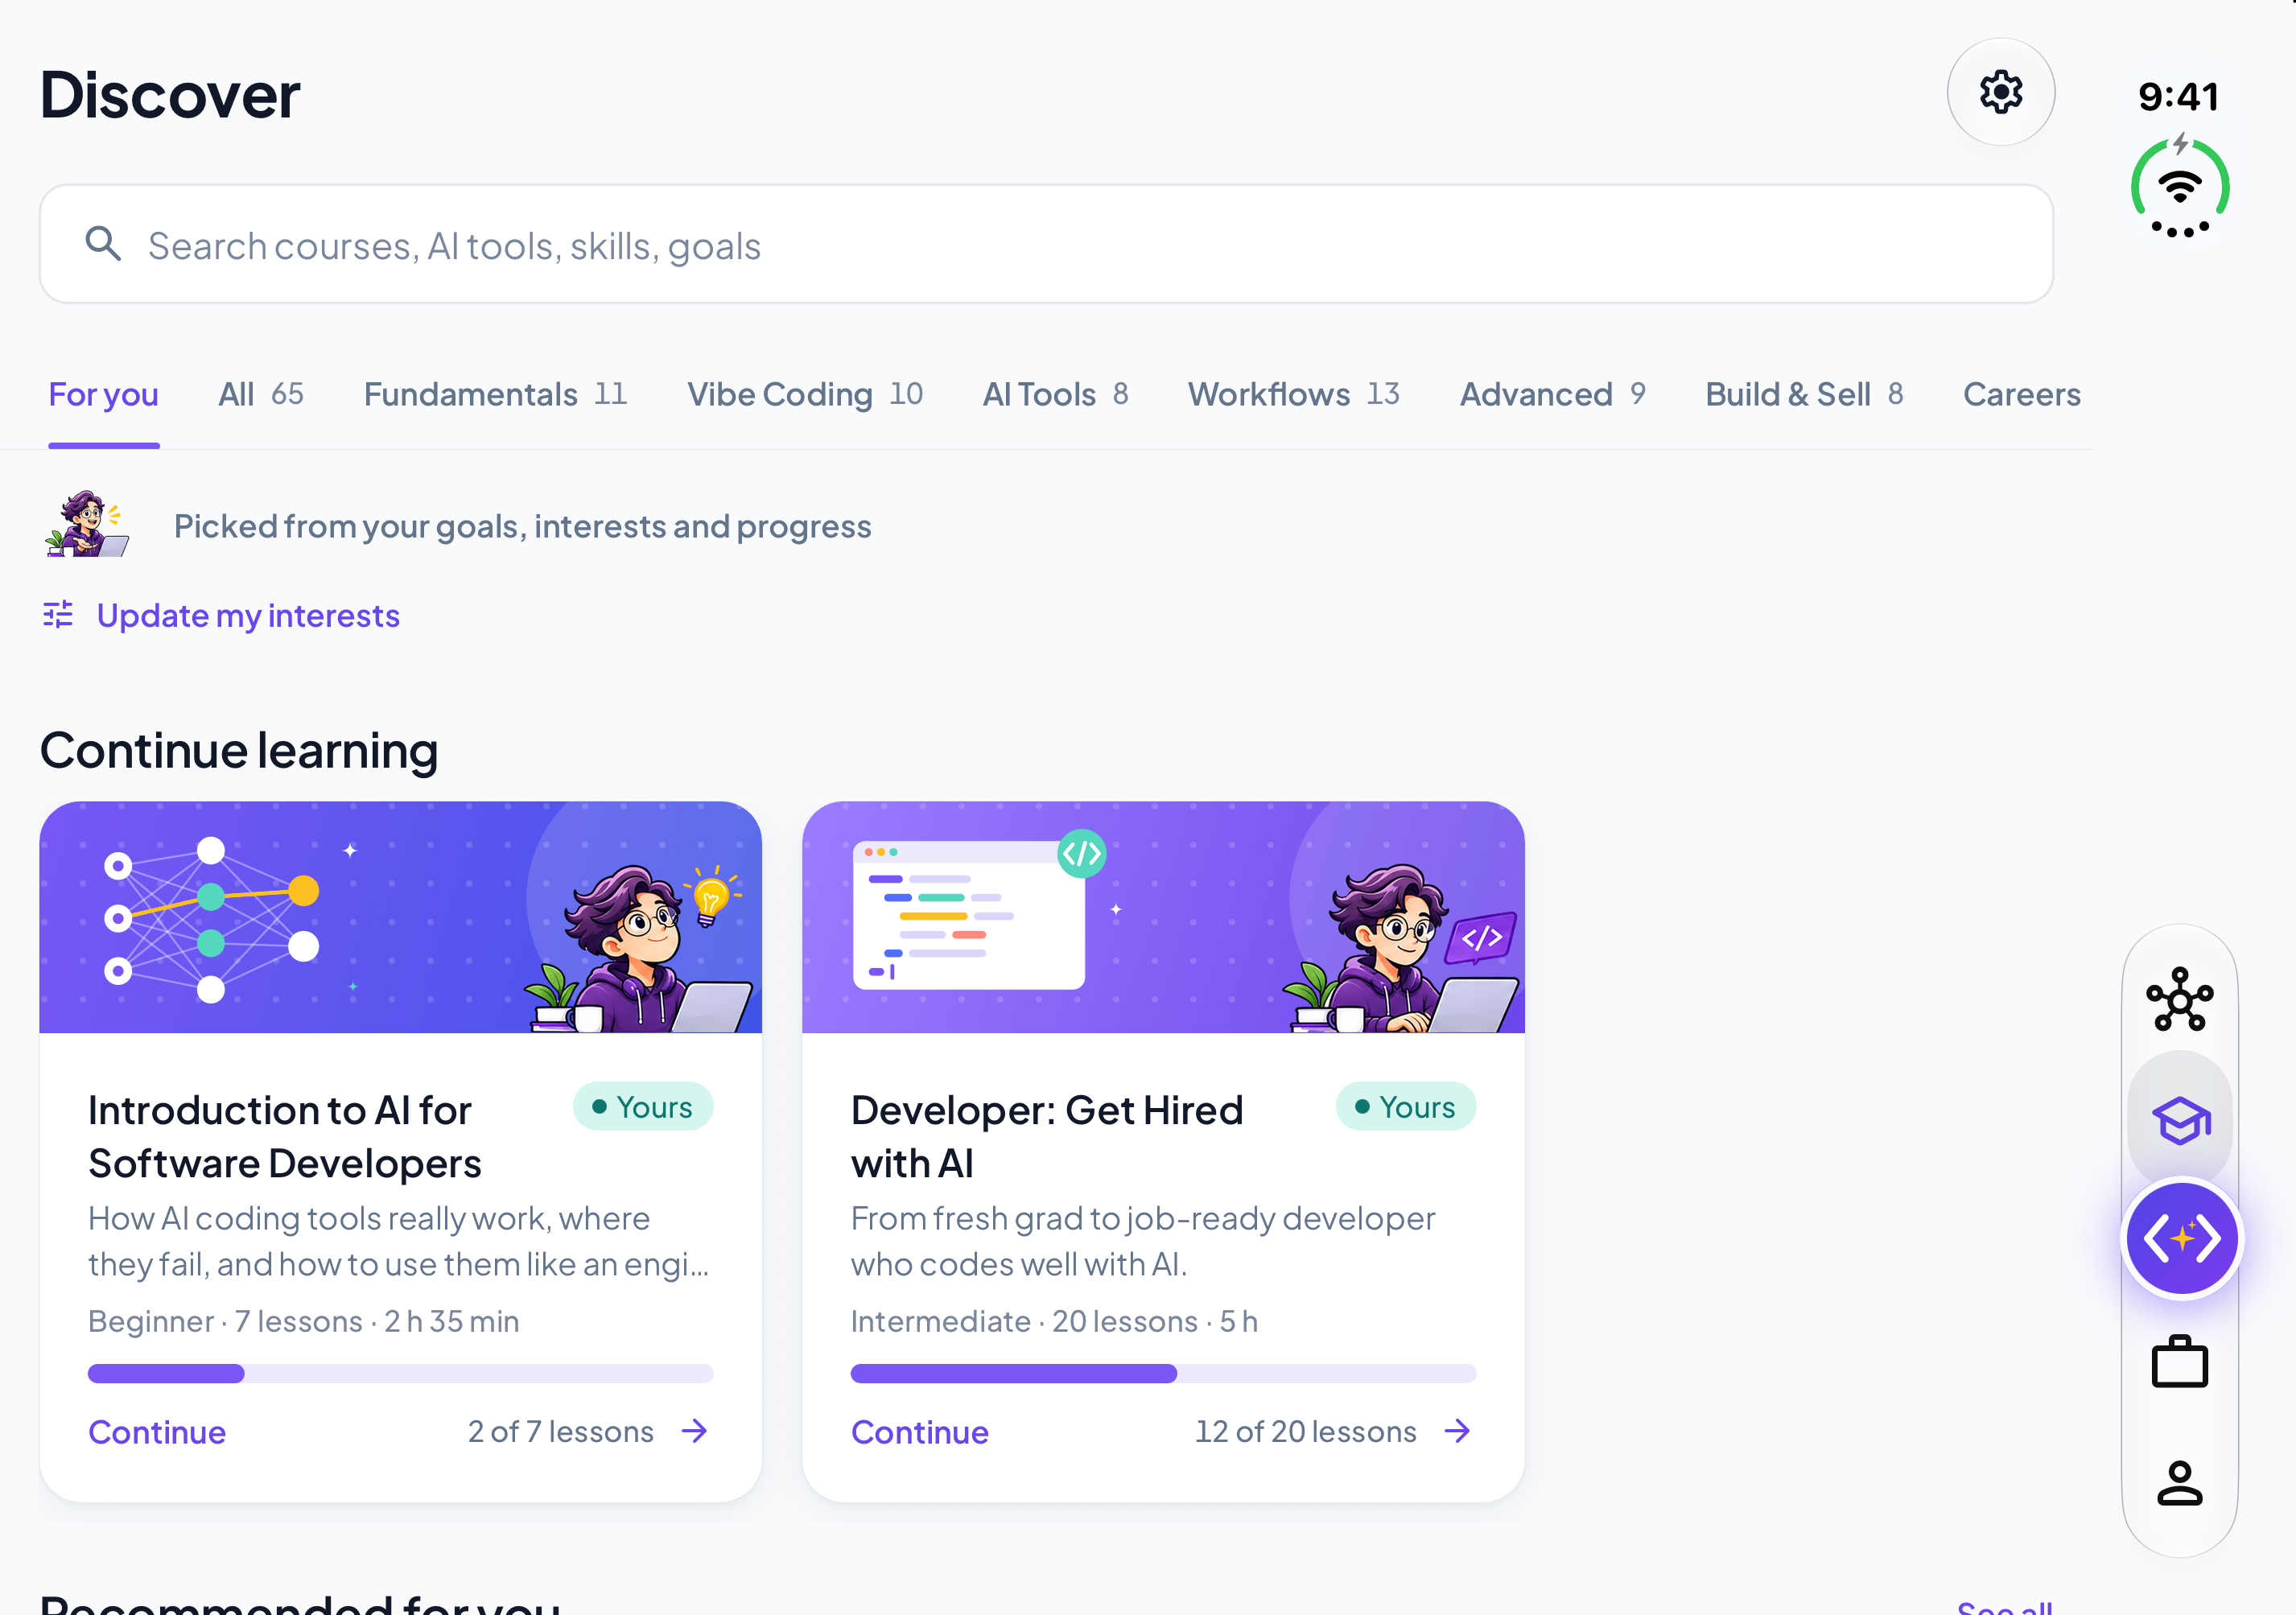 Discover
9:41
Search courses, AI tools, skills, goals
For you All 65 Fundamentals 11 Vibe Coding 10 AI Tools 8 Workflows 13 Advanced 9 Build & Sell 8 Careers
Picked from your goals, interests and progress
Update my interests
Continue learning
Introduction to AI for
Software Developers
Yours
How AI coding tools really work, where
they fail, and how to use them like an engi...
Beginner · 7 lessons · 2 h 35 min
Continue 2 of 7 lessons
Developer: Get Hired
with AI
Yours
From fresh grad to job-ready developer
who codes well with AI.
Intermediate · 20 lessons · 5 h
Continue 12 of 20 lessons
Recommended for you
See all